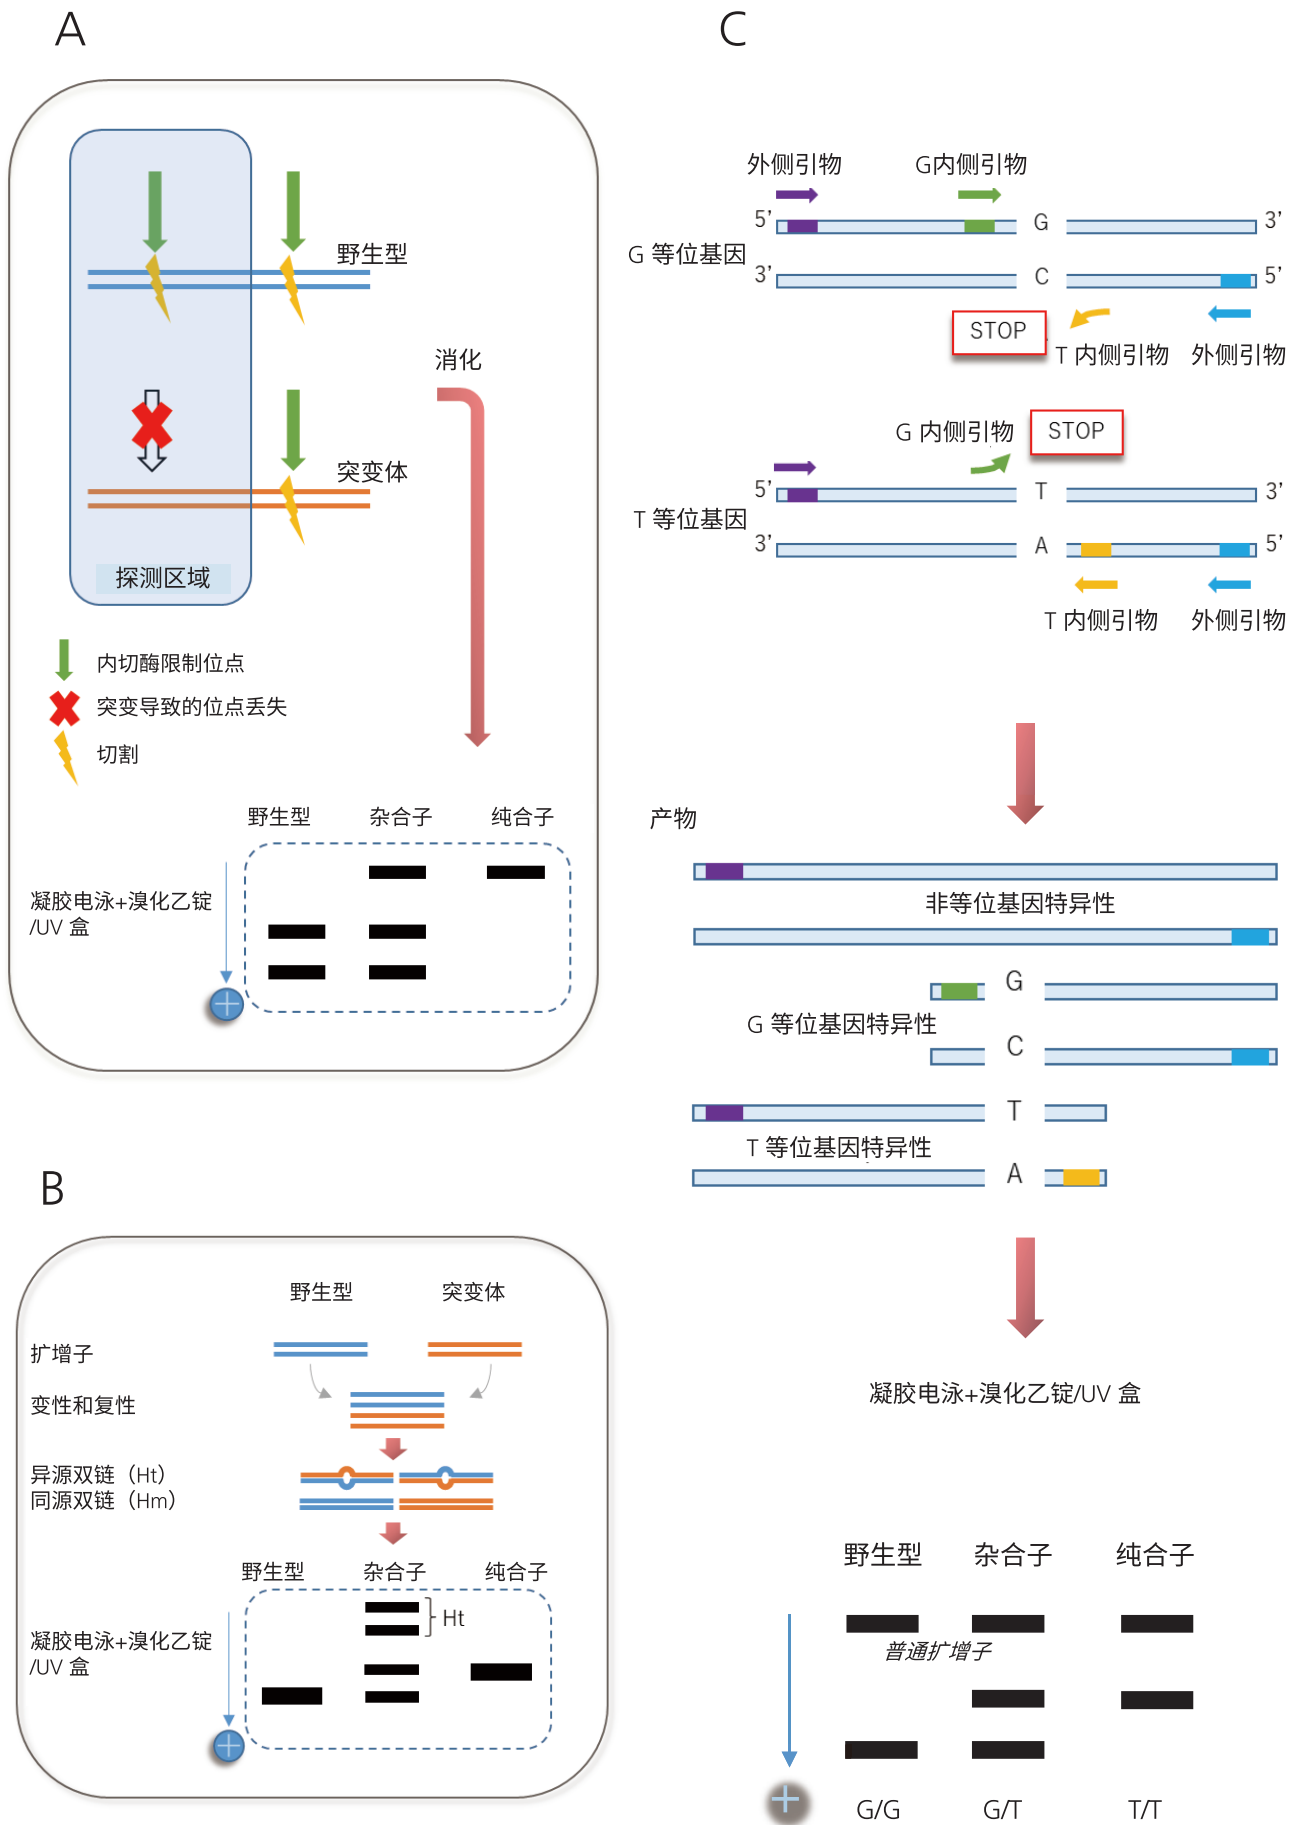 A
野生型
消化
突变体
探测区域
内切酶限制位点
突变导致的位点丢失
切割
野生型 杂合子 纯合子
凝胶电泳+溴化乙锭
/UV 盒
B
野生型 突变体
扩增子
变性和复性
异源双链（Ht）
同源双链（Hm）
野生型 杂合子 纯合子
Ht
凝胶电泳+溴化乙锭
/UV 盒
C
外侧引物 G内侧引物
5’ G 3’
G 等位基因
3’ C 5’
STOP
T 内侧引物 外侧引物
G 内侧引物 STOP
5’ T 3’
T 等位基因
3’ A 5’
T 内侧引物 外侧引物
产物
非等位基因特异性
G
G 等位基因特异性
C
T
T 等位基因特异性
A
凝胶电泳+溴化乙锭/UV 盒
野生型 杂合子 纯合子
普通扩增子
G/G G/T T/T